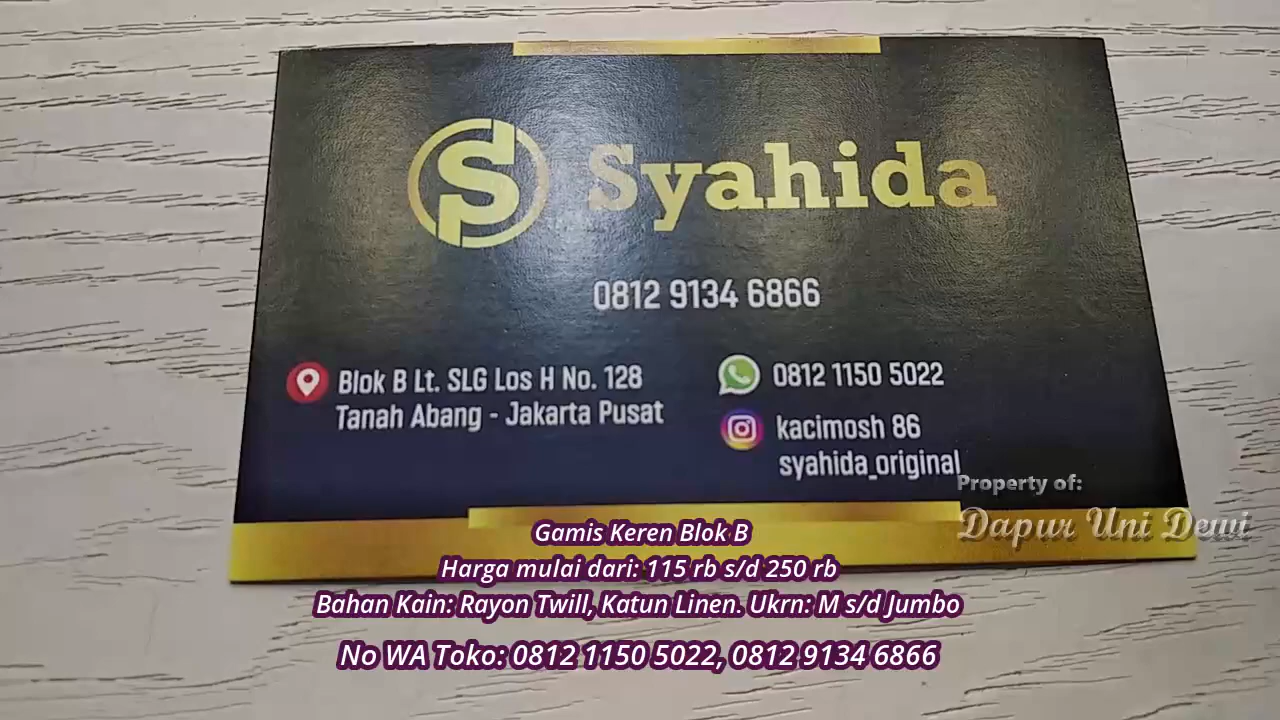 Syahida
0812 9134 6866
Blok B Lt. SLG Los H No. 128
Tanah Abang - Jakarta Pusat
0812 1150 5022
kacimosh 86
syahida_original
Property of:
Dapur Uni Dewi
Gamis Keren Blok B
Harga mulai dari: 115 rb s/d 250 rb
Bahan Kain: Rayon Twill, Katun Linen. Ukrn: M s/d Jumbo
No WA Toko: 0812 1150 5022, 0812 9134 6866